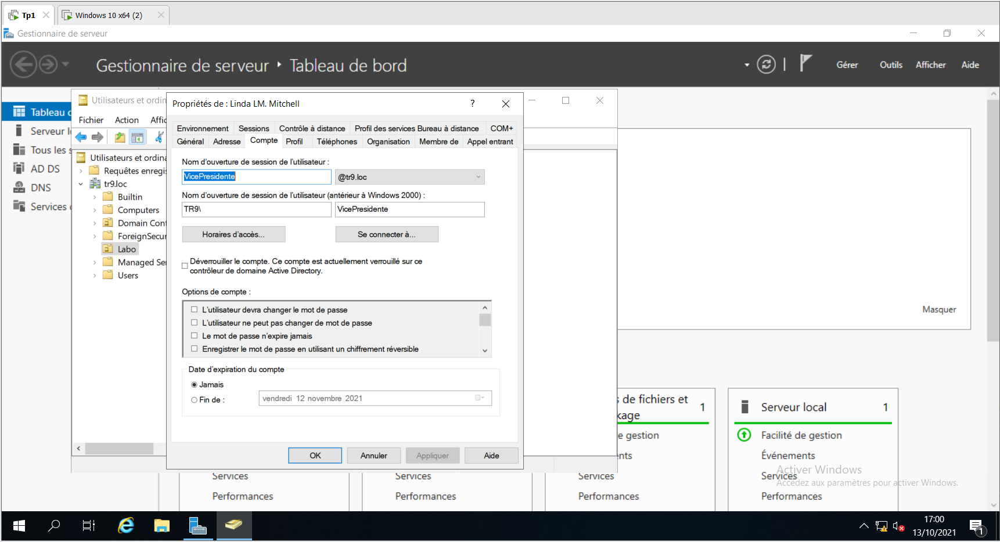 Tp1
Windows 10 x64 (2)
Gestionnaire de serveur
Gestionnaire de serveur
Tableau de bord
Gérer
Outils
Afficher
Aide
Tableau
Serveur
Tous les
AD DS
DNS
Services
Utilisateurs et ordin
Fichier
Action
Affic
Utilisateurs et ordina
Requêtes enregis
tr9.loc
Builtin
Computers
Domain Cont
ForeignSecur
Labo
Managed Se
Users
Propriétés de : Linda LM. Mitchell
?
Environnement
Sessions
Contrôle à distance
Profil des services Bureau à distance
COM+
Général
Adresse
Compte
Profil
Téléphones
Organisation
Membre de
Appel entrant
Nom d'ouverture de session de l'utilisateur :
VicePresidente
@tr9.loc
Nom d'ouverture de session de l'utilisateur (antérieur à Windows 2000) :
TR9\
VicePresidente
Horaires d'accès...
Se connecter à...
Déverrouiller le compte. Ce compte est actuellement verrouillé sur ce
contrôleur de domaine Active Directory.
Options de compte :
L'utilisateur devra changer le mot de passe
L'utilisateur ne peut pas changer de mot de passe
Le mot de passe n'expire jamais
Enregistrer le mot de passe en utilisant un chiffrement réversible
Date d'expiration du compte
Jamais
Fin de :
vendredi 12 novembre 2021
OK
Annuler
Appliquer
Aide
Masquer
Services
Performances
Services
Performances
s de fichiers et
kage
1
e gestion
nts
Services
Performances
Serveur local
1
Facilité de gestion
Événements
Services
Performances
Activer Windows
Accédez aux paramètres pour activer Windows.
17:00
13/10/2021
1